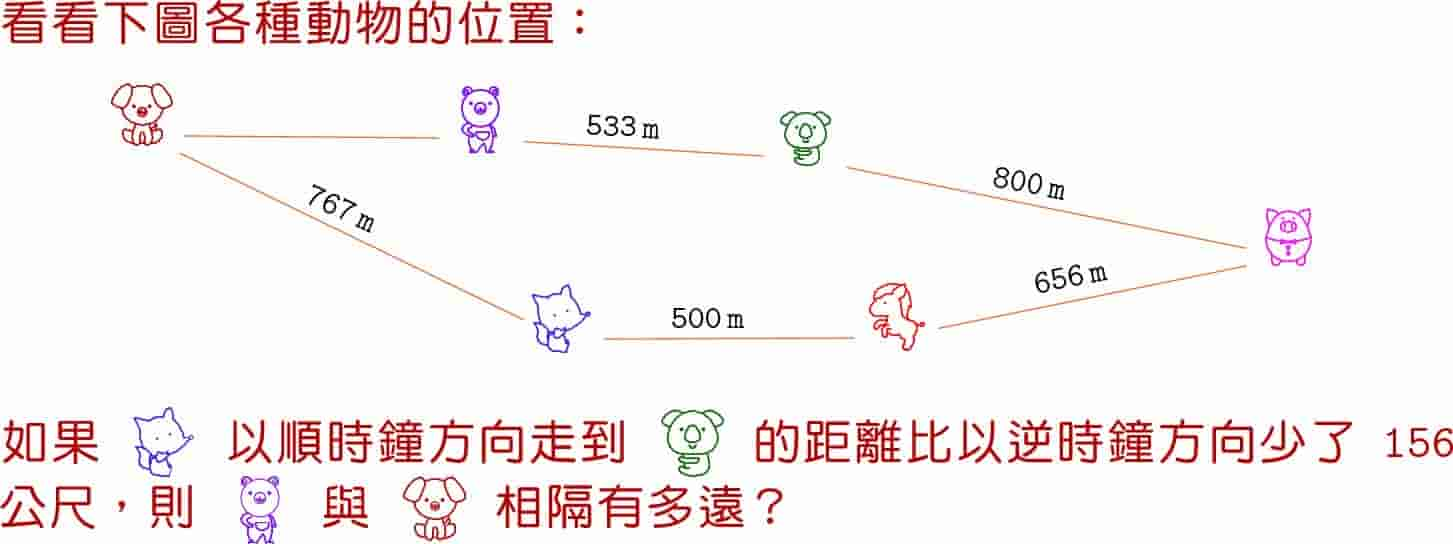 看看下圖各種動物的位置：
533 m
800 m
767 m
656 m
500 m
如果 以順時鐘方向走到 的距離比以逆時鐘方向少了 156
公尺，則 與 相隔有多遠？